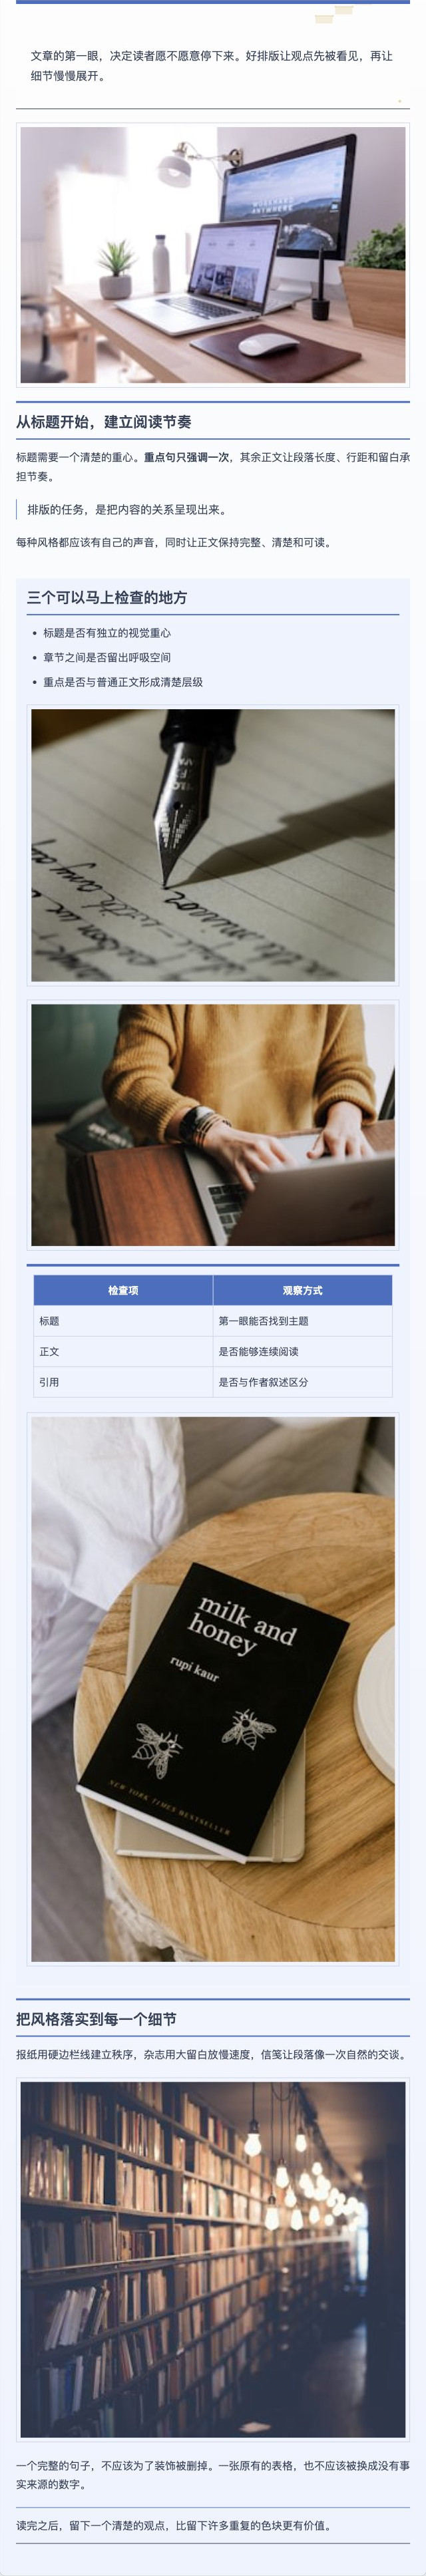 文章的第一眼，决定读者愿不愿意停下来。好排版让观点先被看见，再让
细节慢慢展开。
从标题开始，建立阅读节奏
标题需要一个清楚的重心。重点句只强调一次，其余正文让段落长度、行距和留白承
担节奏。
排版的任务，是把内容的关系呈现出来。
每种风格都应该有自己的声音，同时让正文保持完整、清楚和可读。
三个可以马上检查的地方
标题是否有独立的视觉重心
章节之间是否留出呼吸空间
重点是否与普通正文形成清楚层级
检查项 观察方式
标题 第一眼能否找到主题
正文 是否能够连续阅读
引用 是否与作者叙述区分
milk and
honey
rupi kaur
NEW YORK TIMES BESTSELLER
把风格落实到每一个细节
报纸用硬边栏线建立秩序，杂志用大留白放慢速度，信笺让段落像一次自然的交谈。
一个完整的句子，不应该为了装饰被删掉。一张原有的表格，也不应该被换成没有事
实来源的数字。
读完之后，留下一个清楚的观点，比留下许多重复的色块更有价值。